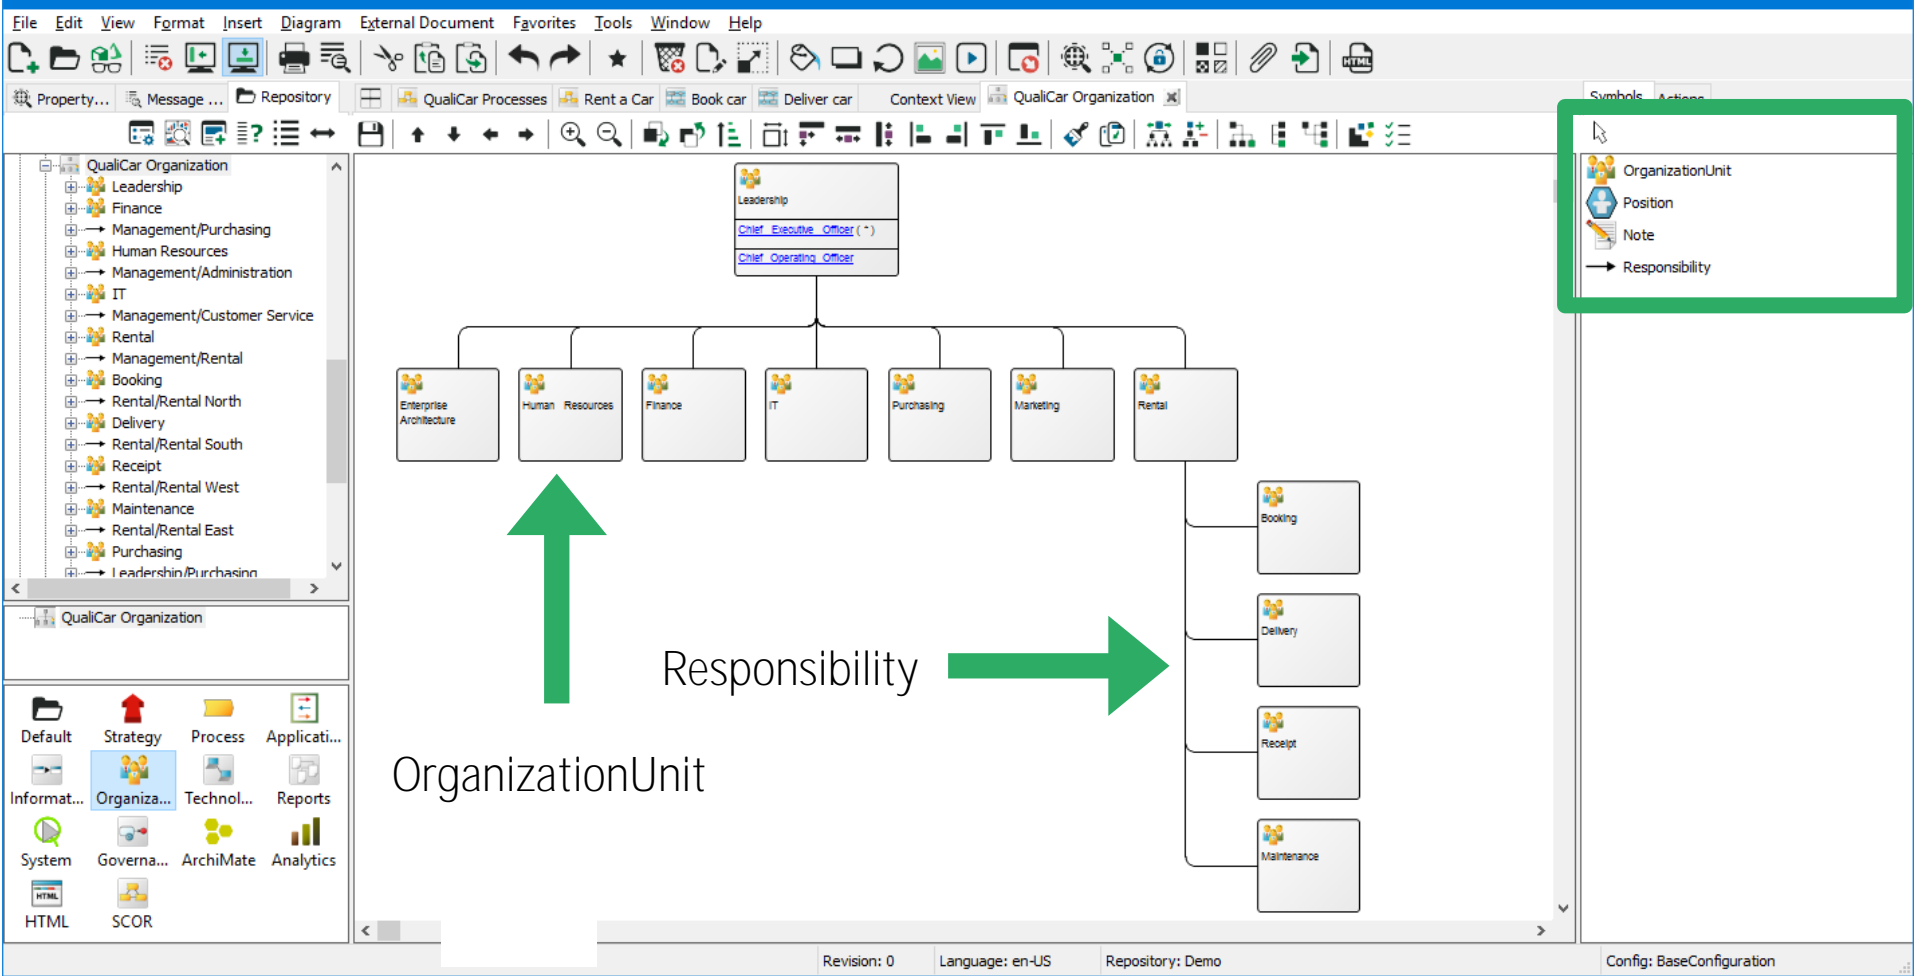 File Edit View Format Insert Diagram External Document Favorites Tools Window Help
Property... Message ... Repository QualiCar Processes Rent a Car Book car Deliver car Context View QualiCar Organization
Symbols Actions
QualiCar Organization
Leadership
Finance
Management/Purchasing
Human Resources
Management/Administration
IT
Management/Customer Service
Rental
Management/Rental
Booking
Rental/Rental North
Delivery
Rental/Rental South
Receipt
Rental/Rental West
Maintenance
Rental/Rental East
Purchasing
Leadership/Purchasing
QualiCar Organization
Default Strategy Process Applicati...
Informat... Organiza... Technol... Reports
System Governa... ArchiMate Analytics
HTML
HTML SCOR
Leadership
Chief Executive Officer (*)
Chief Operating Officer
Enterprise
Architecture
Human Resources
Finance
IT
Purchasing
Marketing
Rental
Booking
Delivery
Receipt
Maintenance
Responsibility
OrganizationUnit
OrganizationUnit
Position
Note
Responsibility
Revision: 0 Language: en-US Repository: Demo Config: BaseConfiguration